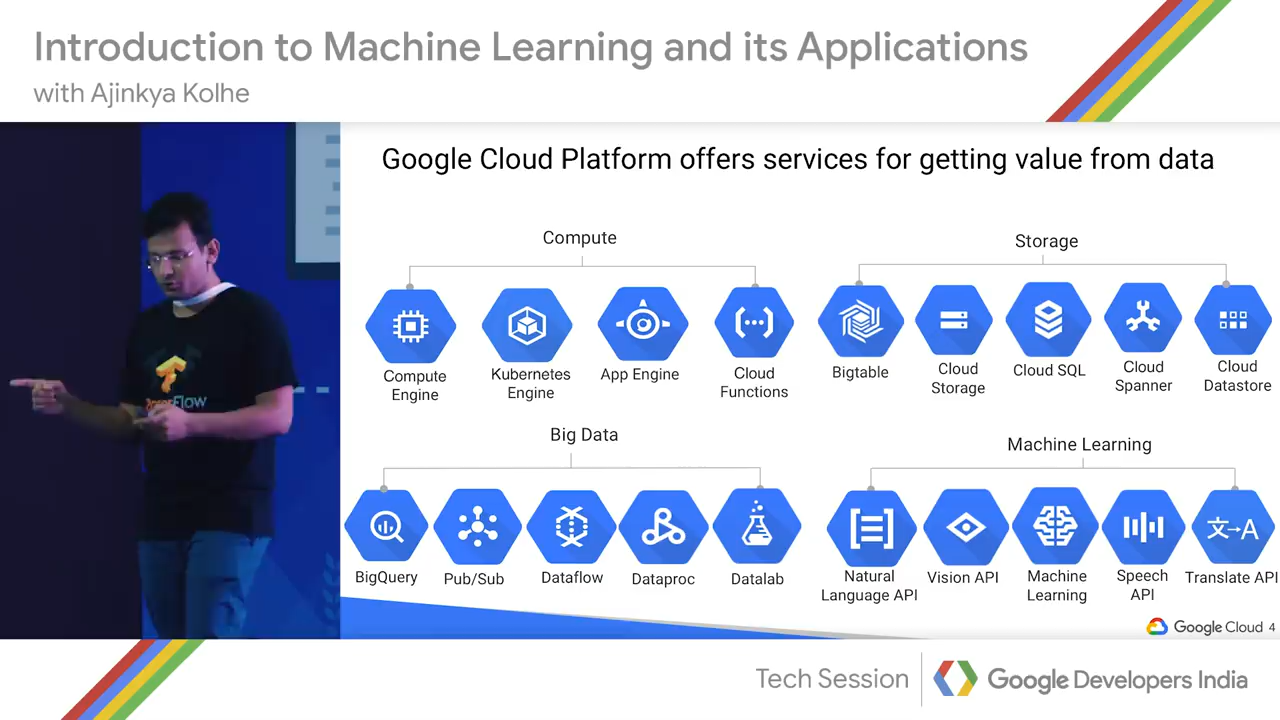 Introduction to Machine Learning and its Applications
with Ajinkya Kolhe
Google Cloud Platform offers services for getting value from data
Compute
Storage
Compute
Engine
Kubernetes
Engine
App Engine
Cloud
Functions
Bigtable
Cloud
Storage
Cloud SQL
Cloud
Spanner
Cloud
Datastore
Big Data
Machine Learning
BigQuery
Pub/Sub
Dataflow
Dataproc
Datalab
文→A
Natural
Language API
Vision API
Machine
Learning
Speech
API
Translate API
Google Cloud 4
Tech Session
Google Developers India